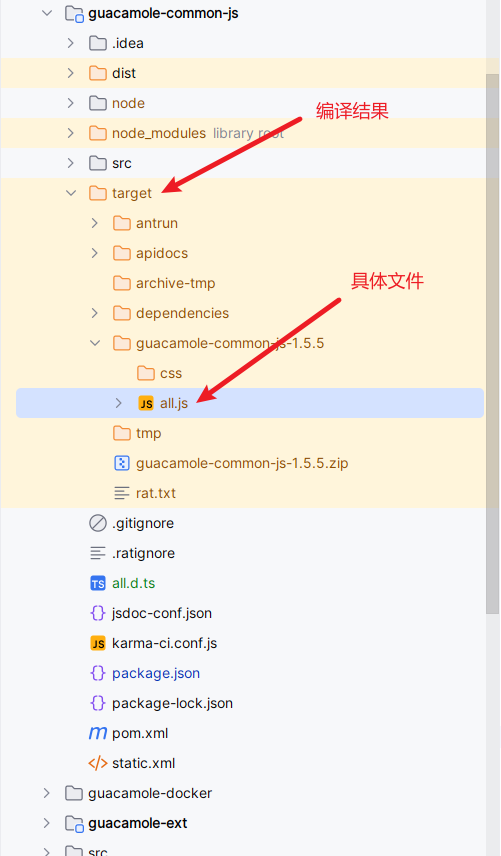 guacamole-common-js
.idea
dist
编译结果
node
node_modules library root
src
target
antrun
apidocs
具体文件
archive-tmp
dependencies
guacamole-common-js-1.5.5
css
JS all.js
tmp
guacamole-common-js-1.5.5.zip
rat.txt
.gitignore
.ratignore
TS all.d.ts
{} jsdoc-conf.json
JS karma-ci.conf.js
{} package.json
{} package-lock.json
m pom.xml
</> static.xml
guacamole-docker
guacamole-ext
src